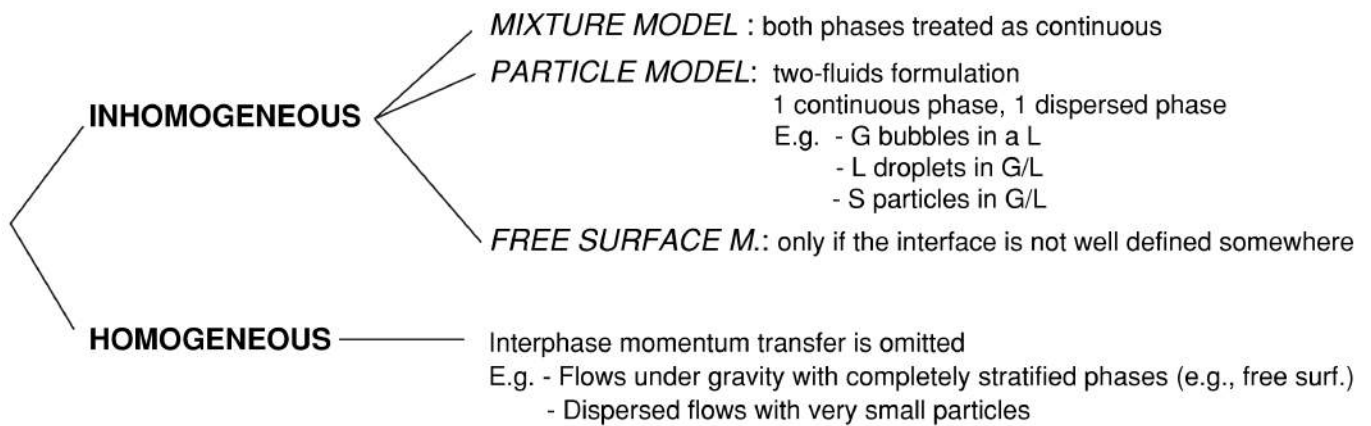 MIXTURE MODEL : both phases treated as continuous
PARTICLE MODEL: two-fluids formulation
1 continuous phase, 1 dispersed phase
INHOMOGENEOUS
E.g. - G bubbles in a L
- L droplets in G/L
- S particles in G/L
FREE SURFACE M.: only if the interface is not well defined somewhere
HOMOGENEOUS
Interphase momentum transfer is omitted
E.g. - Flows under gravity with completely stratified phases (e.g., free surf.)
- Dispersed flows with very small particles